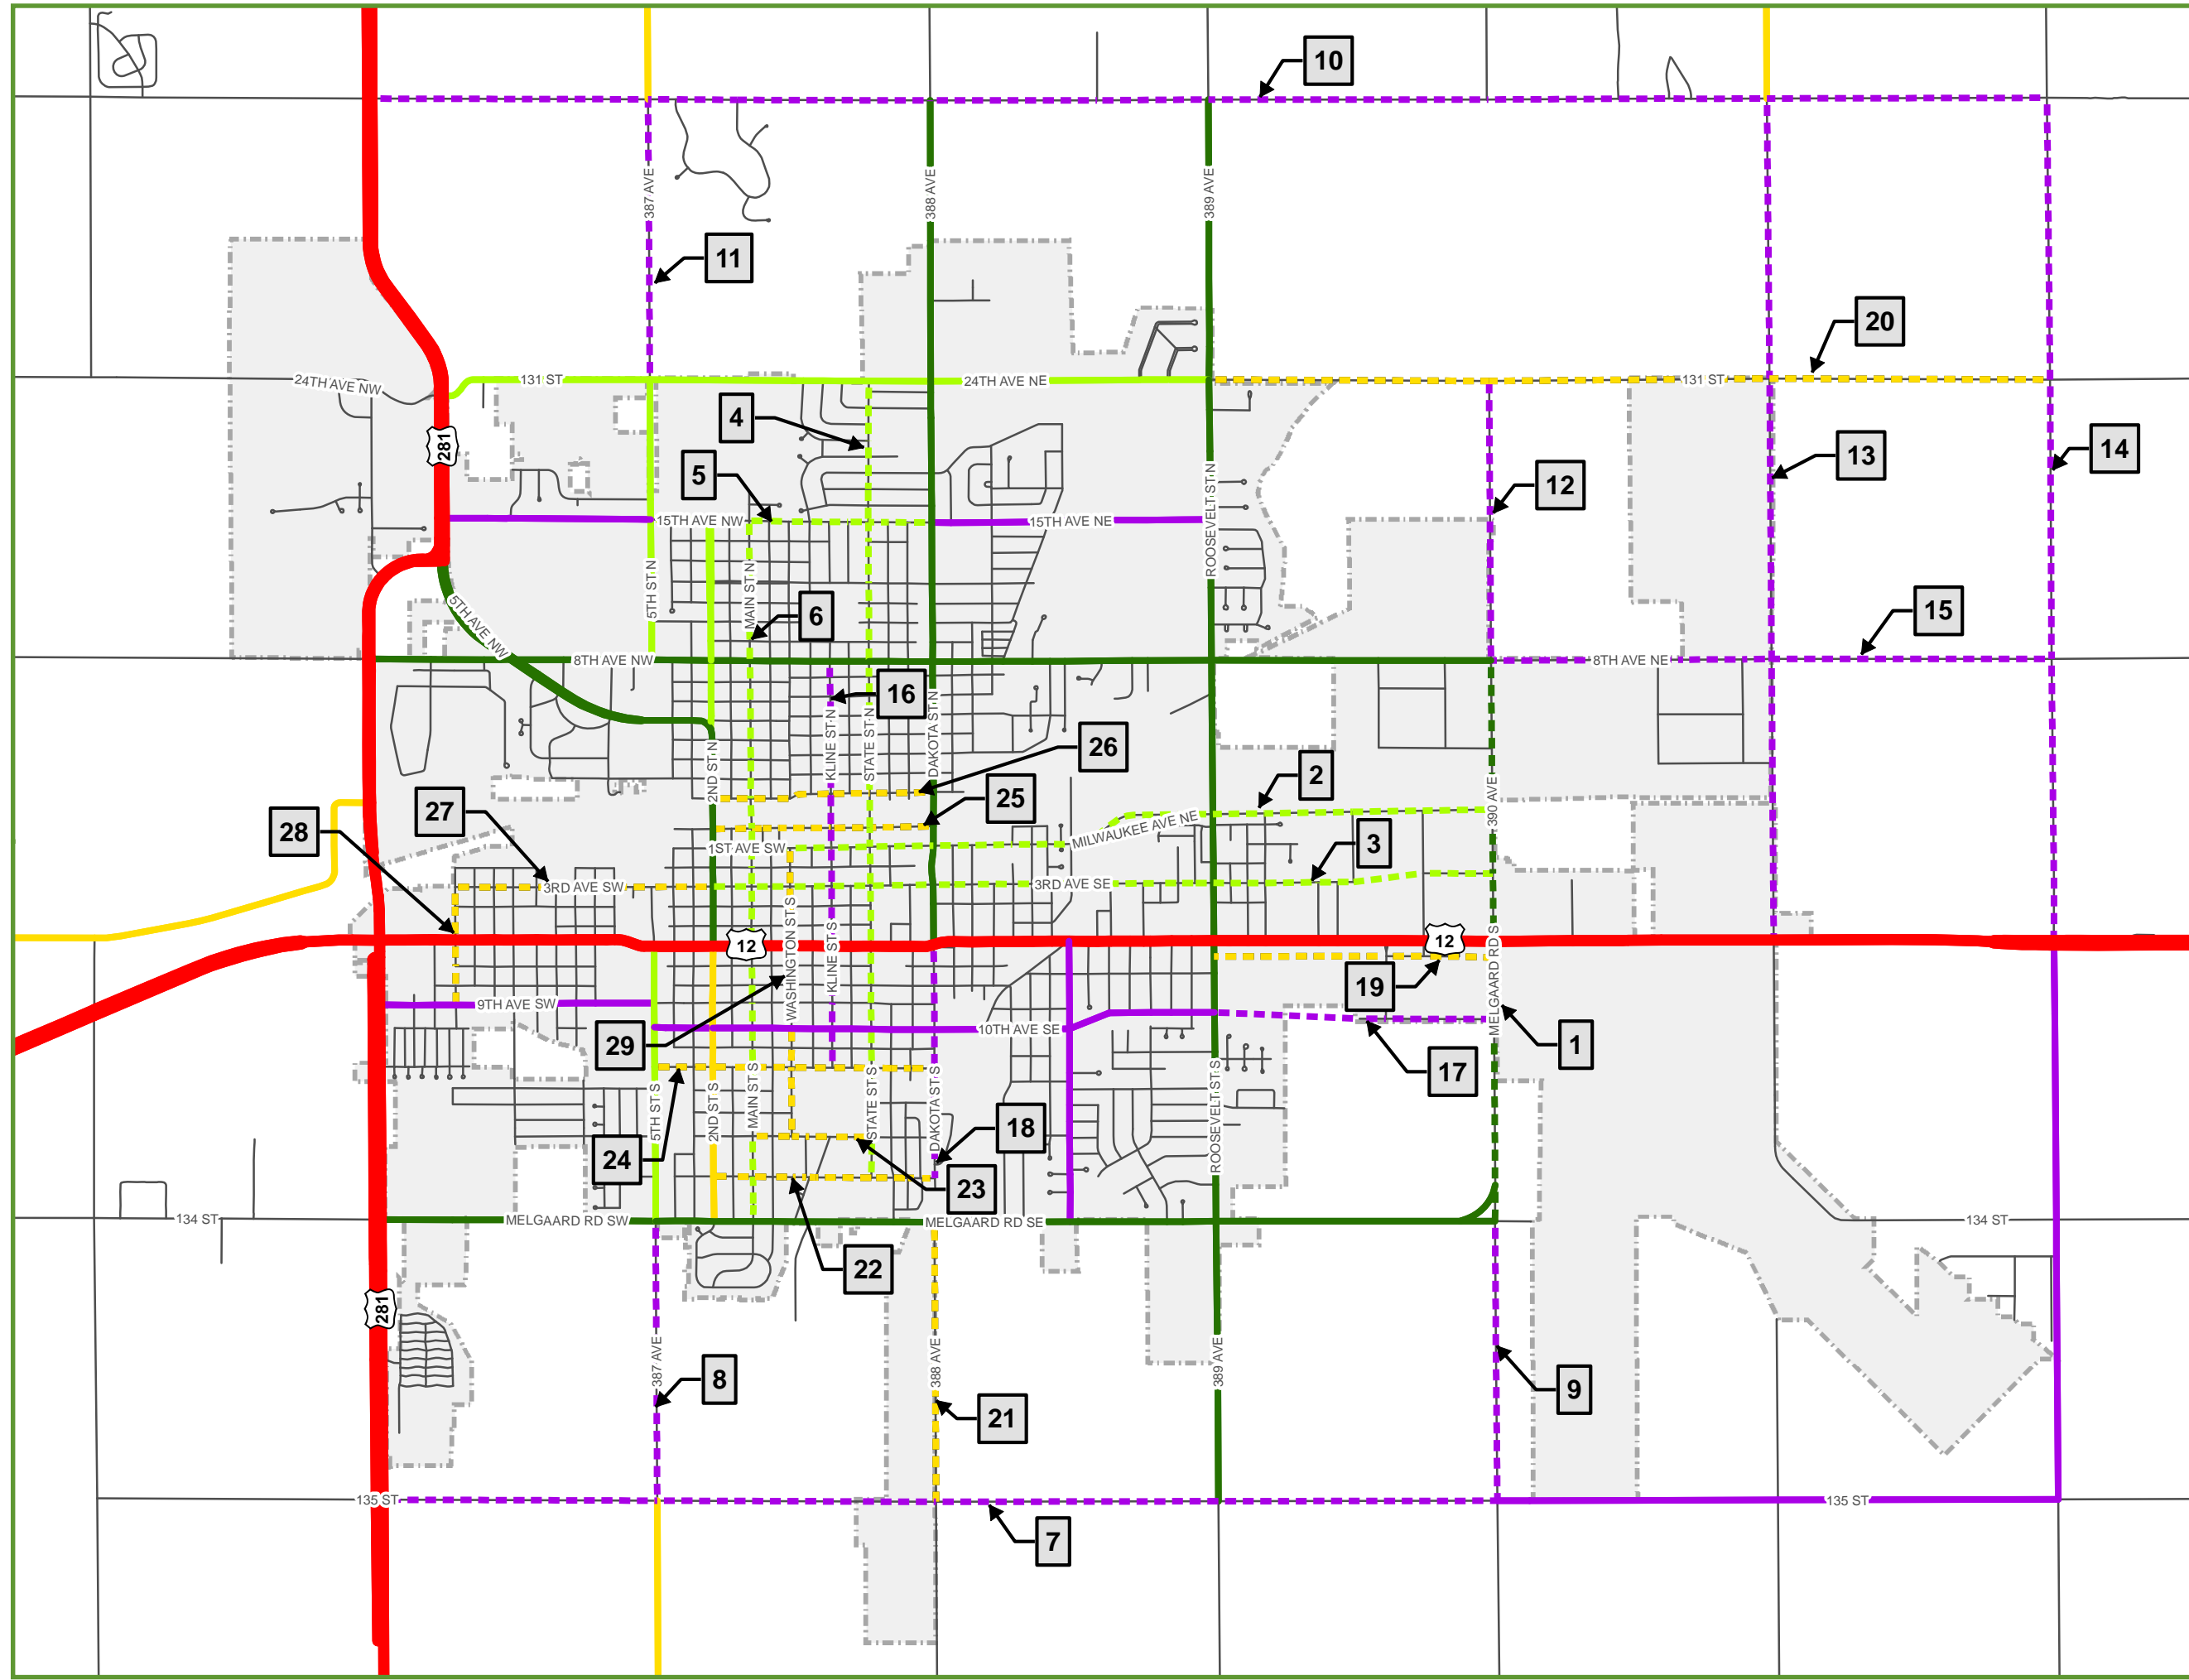 10
387 AVE
388 AVE
389 AVE
11
20
24TH AVE NW
131 ST
24TH AVE NE
131 ST
4
281
5
14
13
12
15TH AVE NW
15TH AVE NE
ROOSEVELT ST N
5TH ST N
MAIN ST N
5TH AVE NW
6
15
8TH AVE NW
8TH AVE NE
16
KLINE ST N
STATE ST N
DAKOTA ST N
2ND ST N
26
2
390 AVE
25
27
28
1ST AVE SW
MILWAUKEE AVE NE
3
3RD AVE SW
3RD AVE SE
WASHINGTON ST S
KLINE ST S
12
12
MELGAARD RD S
19
9TH AVE SW
10TH AVE SE
29
1
17
5TH ST S
2ND ST S
MAIN ST S
STATE ST S
DAKOTA ST S
ROOSEVELT ST S
18
24
23
134 ST
MELGAARD RD SW
MELGAARD RD SE
134 ST
22
281
387 AVE
388 AVE
389 AVE
8
9
21
135 ST
135 ST
7